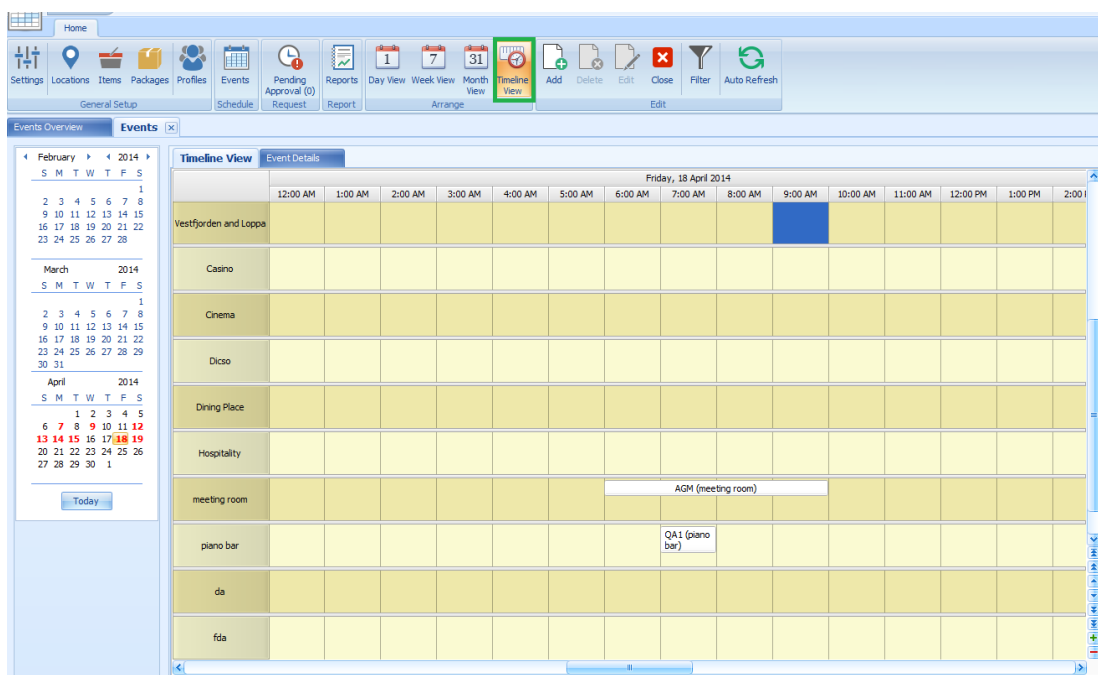 Home
Settings Locations Items Packages Profiles Events Pending Approval (0) Reports Day View Week View Month View Timeline View Add Delete Edit Close Filter Auto Refresh
1 7 31
General Setup Schedule Request Report Arrange Edit
Events Overview Events
February 2014
S M T W T F S
1
2 3 4 5 6 7 8
9 10 11 12 13 14 15
16 17 18 19 20 21 22
23 24 25 26 27 28
March 2014
S M T W T F S
1
2 3 4 5 6 7 8
9 10 11 12 13 14 15
16 17 18 19 20 21 22
23 24 25 26 27 28 29
30 31
April 2014
S M T W T F S
1 2 3 4 5
6 7 8 9 10 11 12
13 14 15 16 17 18 19
20 21 22 23 24 25 26
27 28 29 30 1
Today
Timeline View Event Details
Friday, 18 April 2014
12:00 AM 1:00 AM 2:00 AM 3:00 AM 4:00 AM 5:00 AM 6:00 AM 7:00 AM 8:00 AM 9:00 AM 10:00 AM 11:00 AM 12:00 PM 1:00 PM 2:00
Vestfjorden and Loppa
Casino
Cinema
Dicso
Dining Place
Hospitality
meeting room
AGM (meeting room)
piano bar
QA1 (piano
bar)
da
fda